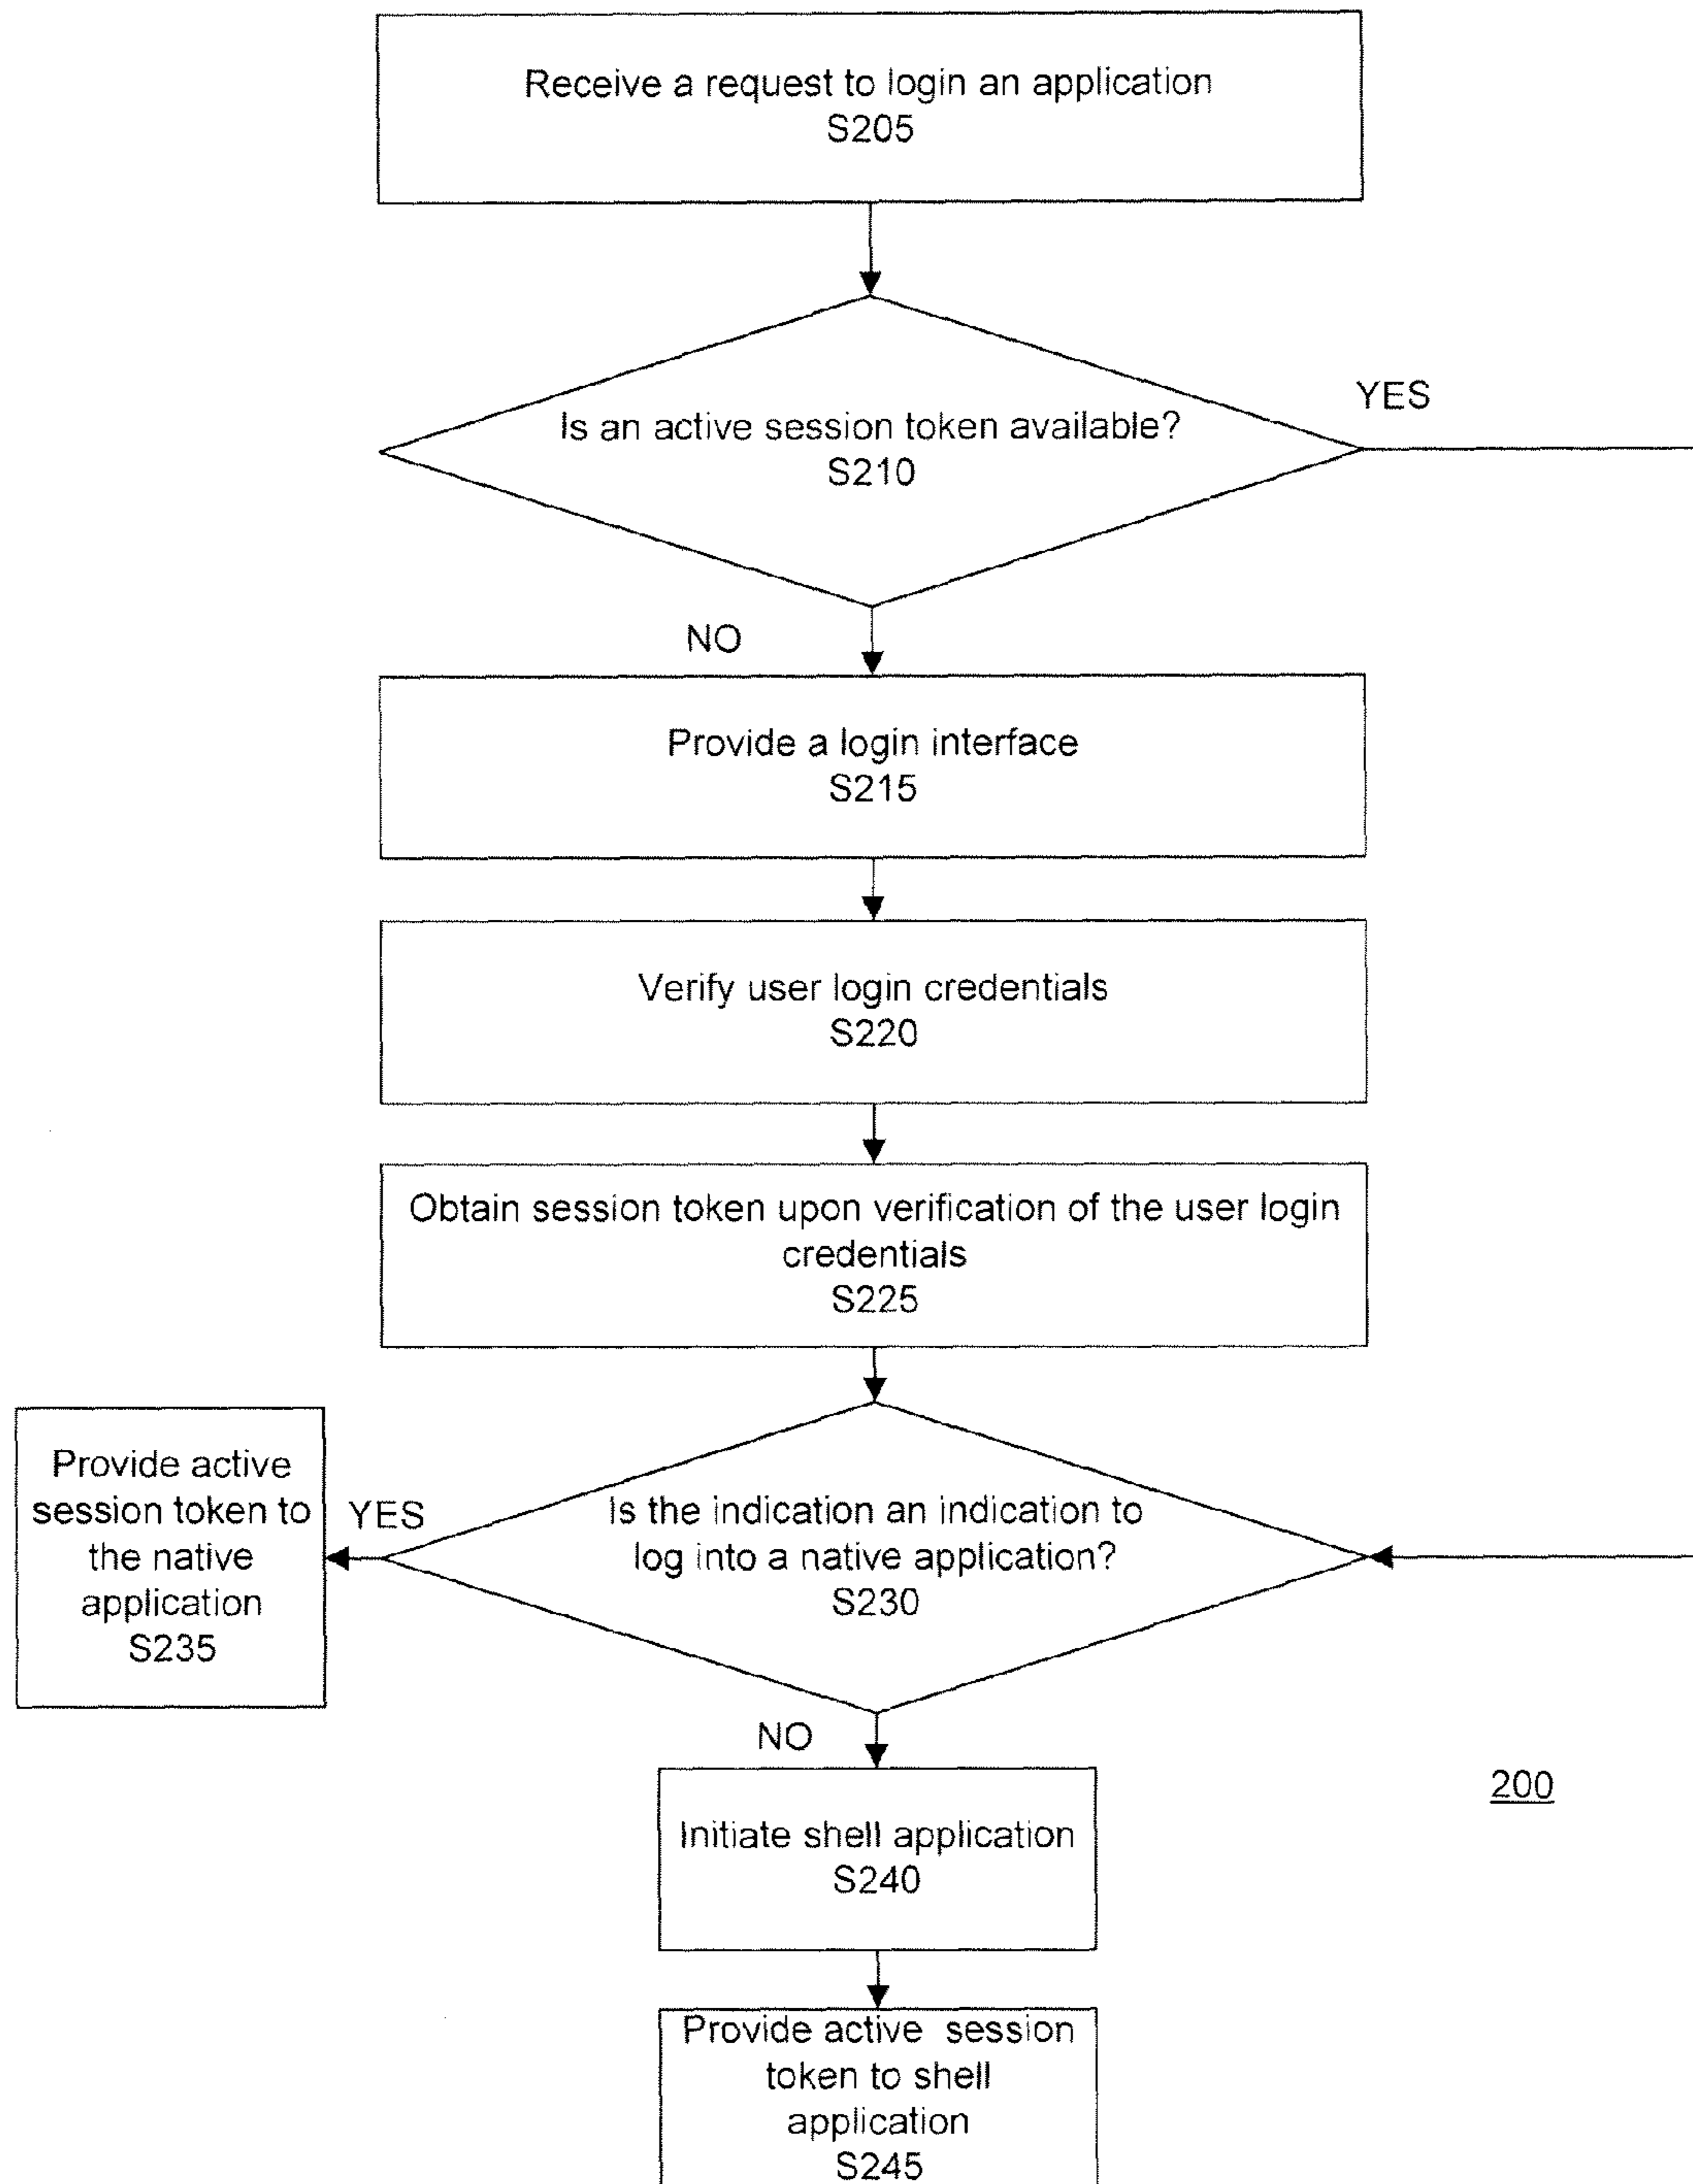 Receive a request to login an application
S205
YES
Is an active session token available?
S210
NO
Provide a login interface
S215
Verify user login credentials
S220
Obtain session token upon verification of the user login
credentials
S225
Provide active
session token to
the native
application
S235
YES
Is the indication an indication to
log into a native application?
S230
NO
200
Initiate shell application
S240
Provide active session
token to shell
application
S245